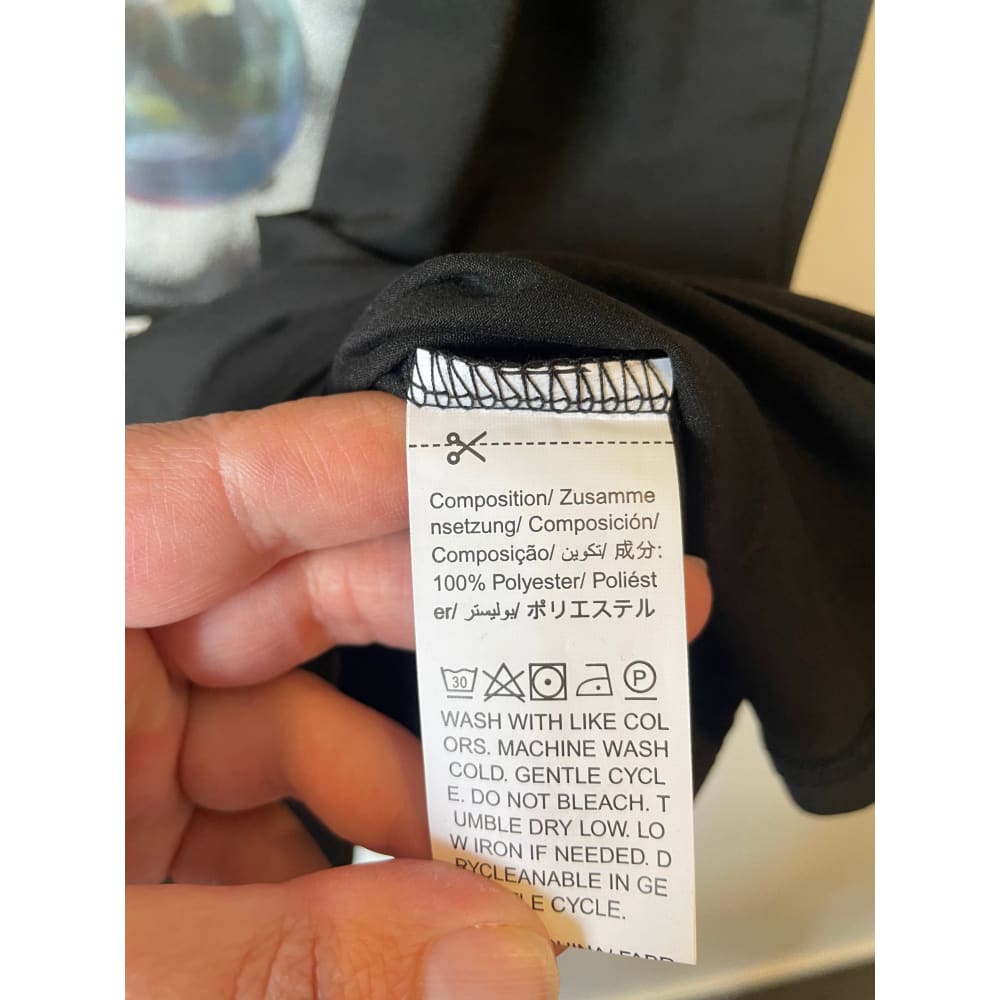 Composition/ Zusamme
nsetzung/ Composición/
Composição/ تكوين/ 成分:
100% Polyester/ Poliést
er/ بوليستر/ ポリエステル
30 P
WASH WITH LIKE COL
ORS. MACHINE WASH
COLD. GENTLE CYCL
E. DO NOT BLEACH. T
UMBLE DRY LOW. LO
W IRON IF NEEDED. D
RYCLEANABLE IN GE
LE CYCLE.